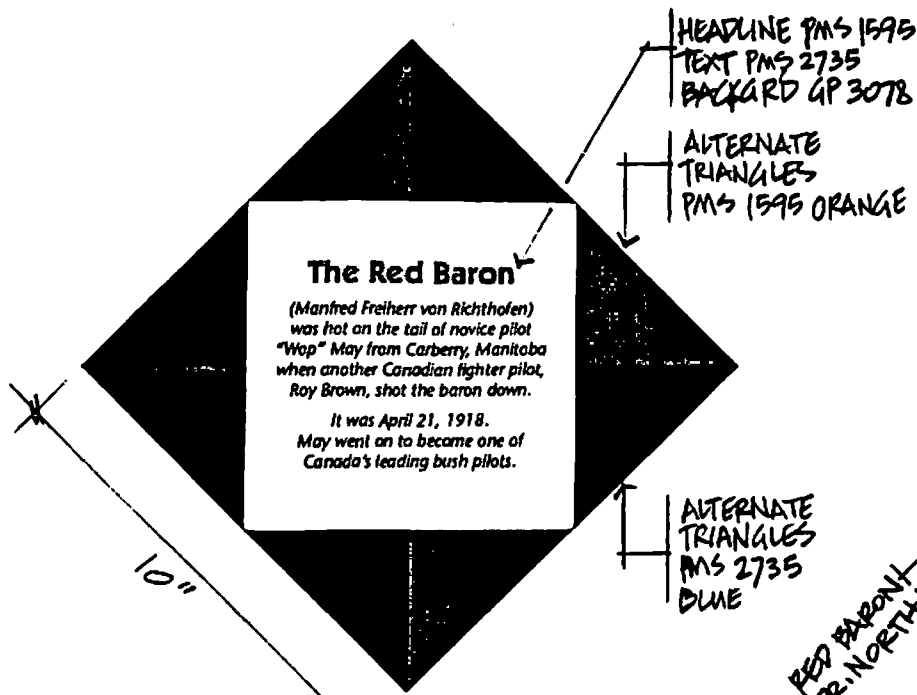 HEADLINE PMS 1595
TEXT PMS 2735
BACKGRD GP 3078
ALTERNATE
TRIANGLES
PMS 1595 ORANGE
The Red Baron
(Manfred Freiherr von Richthofen)
was hot on the tail of novice pilot
"Wop" May from Carberry, Manitoba
when another Canadian fighter pilot,
Roy Brown, shot the baron down.
It was April 21, 1918.
May went on to become one of
Canada's leading bush pilots.
ALTERNATE
TRIANGLES
PMS 2735
BLUE
10"
RED BARON
NORTH